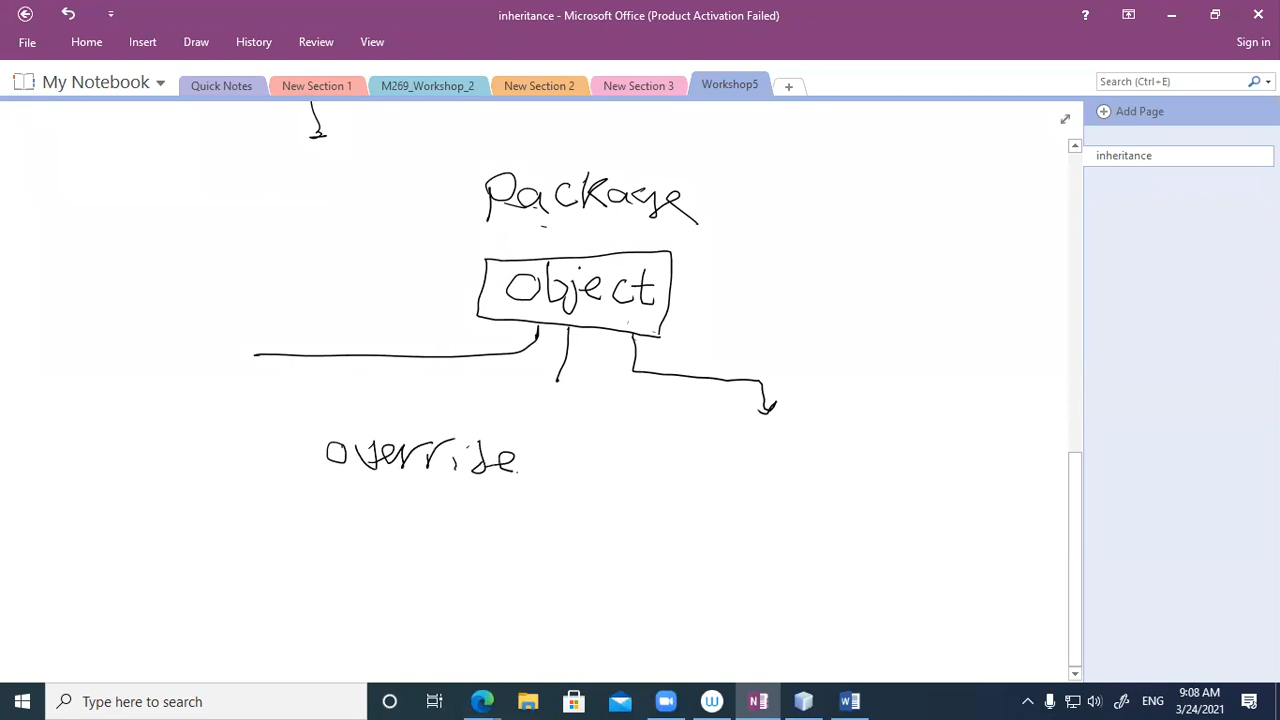 inheritance - Microsoft Office (Product Activation Failed)
?
File Home Insert Draw History Review View
Sign in
My Notebook Quick Notes New Section 1 M269_Workshop_2 New Section 2 New Section 3 Workshop5 +
Search (Ctrl+E)
Add Page
inheritance
Package
Object
override
Type here to search
ENG
9:08 AM
3/24/2021